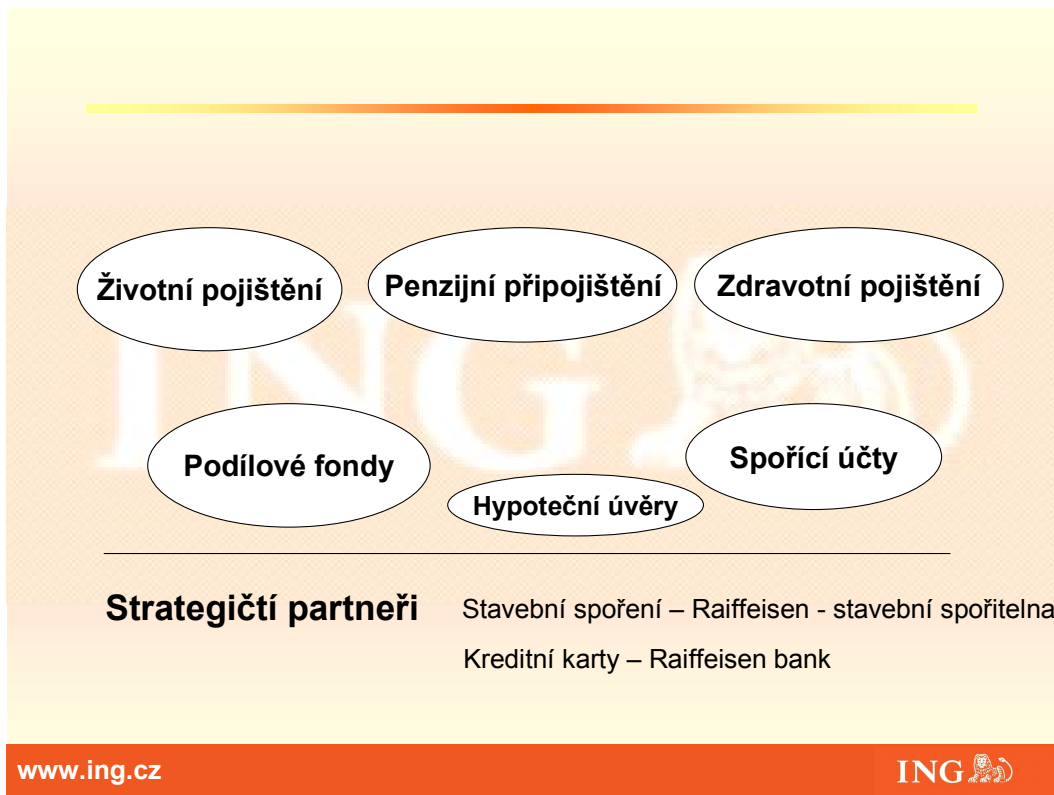 Životní pojištění
Penzijní připojištění
Zdravotní pojištění
ING
Podílové fondy
Hypoteční úvěry
Spořící účty
Strategičtí partneři
Stavební spoření – Raiffeisen - stavební spořitelna
Kreditní karty – Raiffeisen bank
www.ing.cz
ING